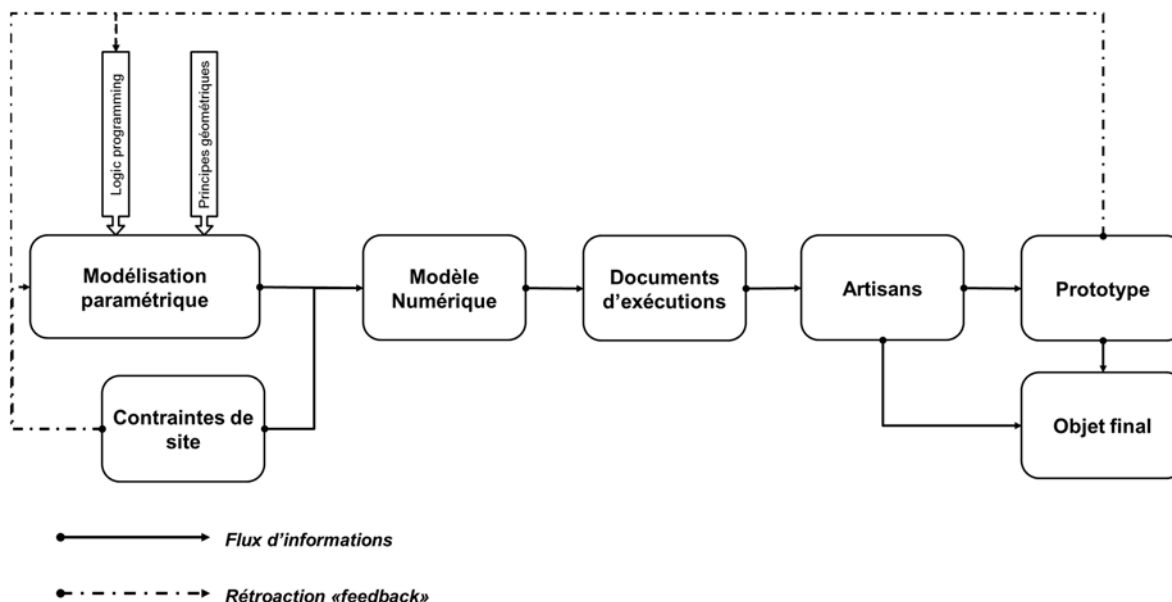 Logic programming
Principes géométriques
Modélisation
paramétrique
Modèle
Numérique
Documents
d'exécutions
Artisans
Prototype
Contraintes de
site
Objet final
Flux d'informations
Rétroaction «feedback»